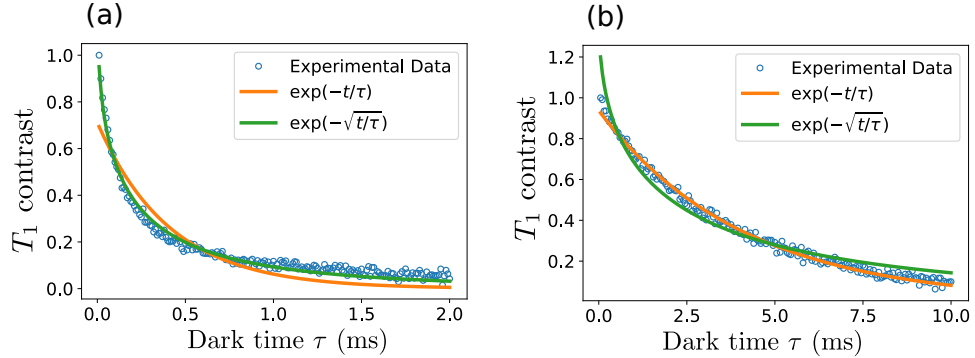 (a)
T₁ contrast
1.0
0.8
0.6
0.4
0.2
0.0
Experimental Data
exp(−t/τ)
exp(−√t/τ)
0.0 0.5 1.0 1.5 2.0
Dark time τ (ms)
(b)
T₁ contrast
1.2
1.0
0.8
0.6
0.4
0.2
Experimental Data
exp(−t/τ)
exp(−√t/τ)
0.0 2.5 5.0 7.5 10.0
Dark time τ (ms)